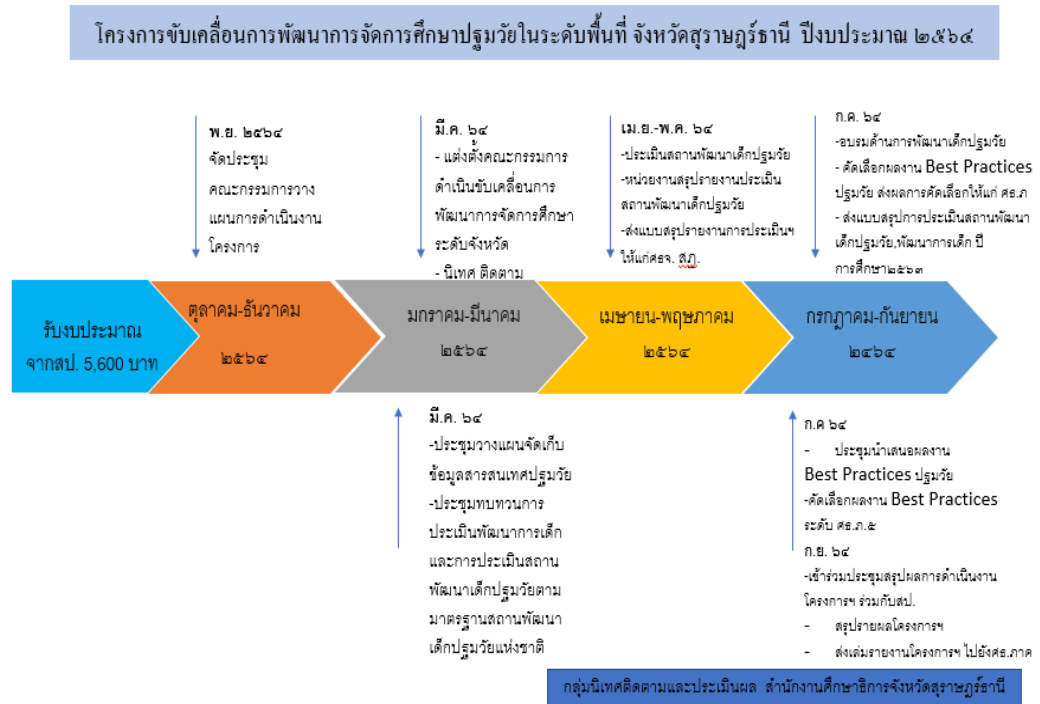 โครงการขับเคลื่อนการพัฒนาการจัดการศึกษาปฐมวัยในระดับพื้นที่ จังหวัดสุราษฎร์ธานี ปีงบประมาณ ๒๕๖๔
พ.ย. ๒๕๖๔
จัดประชุม
คณะกรรมการวาง
แผนการดำเนินงาน
โครงการ
มี.ค. ๖๔
- แต่งตั้งคณะกรรมการ
ดำเนินขับเคลื่อนการ
พัฒนาการจัดการศึกษา
ระดับจังหวัด
- นิเทศ ติดตาม
เม.ย.-พ.ค. ๖๔
-ประเมินสถานพัฒนาเด็กปฐมวัย
-หน่วยงานสรุปรายงานประเมิน
สถานพัฒนาเด็กปฐมวัย
-ส่งแบบสรุปรายงานการประเมินฯ
ให้แก่ศธจ. สฎ.
ก.ค. ๖๔
-อบรมด้านการพัฒนาเด็กปฐมวัย
- คัดเลือกผลงาน Best Practices
ปฐมวัย ส่งผลการคัดเลือกให้แก่ ศธ.ภ
- ส่งแบบสรุปการประเมินสถานพัฒนา
เด็กปฐมวัย,พัฒนาการเด็ก ปี
การศึกษา๒๕๖๓
รับงบประมาณ
จากสป. 5,600 บาท
ตุลาคม-ธันวาคม
๒๕๖๔
มกราคม-มีนาคม
๒๕๖๔
เมษายน-พฤษภาคม
๒๕๖๔
กรกฎาคม-กันยายน
๒๔๖๔
มี.ค. ๖๔
-ประชุมวางแผนจัดเก็บ
ข้อมูลสารสนเทศปฐมวัย
-ประชุมทบทวนการ
ประเมินพัฒนาการเด็ก
และการประเมินสถาน
พัฒนาเด็กปฐมวัยตาม
มาตรฐานสถานพัฒนา
เด็กปฐมวัยแห่งชาติ
ก.ค ๖๔
- ประชุมนำเสนอผลงาน
Best Practices ปฐมวัย
-คัดเลือกผลงาน Best Practices
ระดับ ศธ.ภ.๕
ก.ย. ๖๔
-เข้าร่วมประชุมสรุปผลการดำเนินงาน
โครงการฯ ร่วมกับสป.
- สรุปรายผลโครงการฯ
- ส่งเล่มรายงานโครงการฯ ไปยังศธ.ภาค
กลุ่มนิเทศติดตามและประเมินผล สำนักงานศึกษาธิการจังหวัดสุราษฎร์ธานี